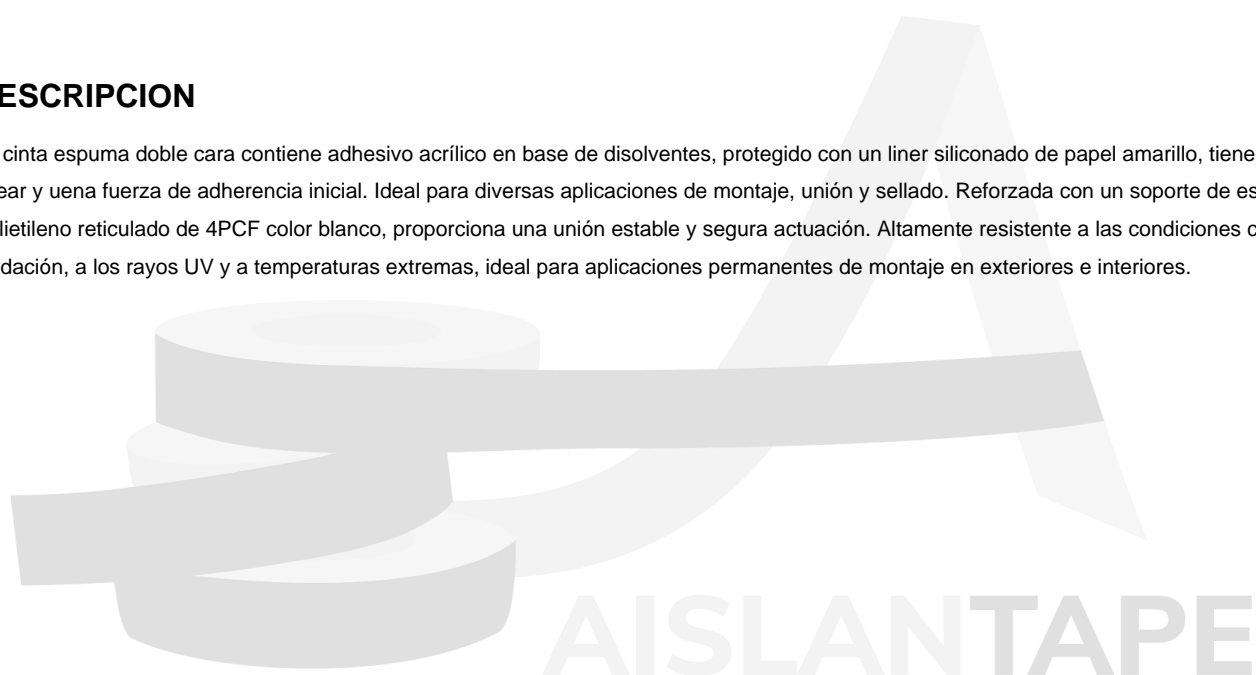 ESCRIPCION
cinta espuma doble cara contiene adhesivo acrílico en base de disolventes, protegido con un liner siliconado de papel amarillo, tiene
ear y uena fuerza de adherencia inicial. Ideal para diversas aplicaciones de montaje, unión y sellado. Reforzada con un soporte de es
lietileno reticulado de 4PCF color blanco, proporciona una unión estable y segura actuación. Altamente resistente a las condiciones
dación, a los rayos UV y a temperaturas extremas, ideal para aplicaciones permanentes de montaje en exteriores e interiores.
AISLANTAPE